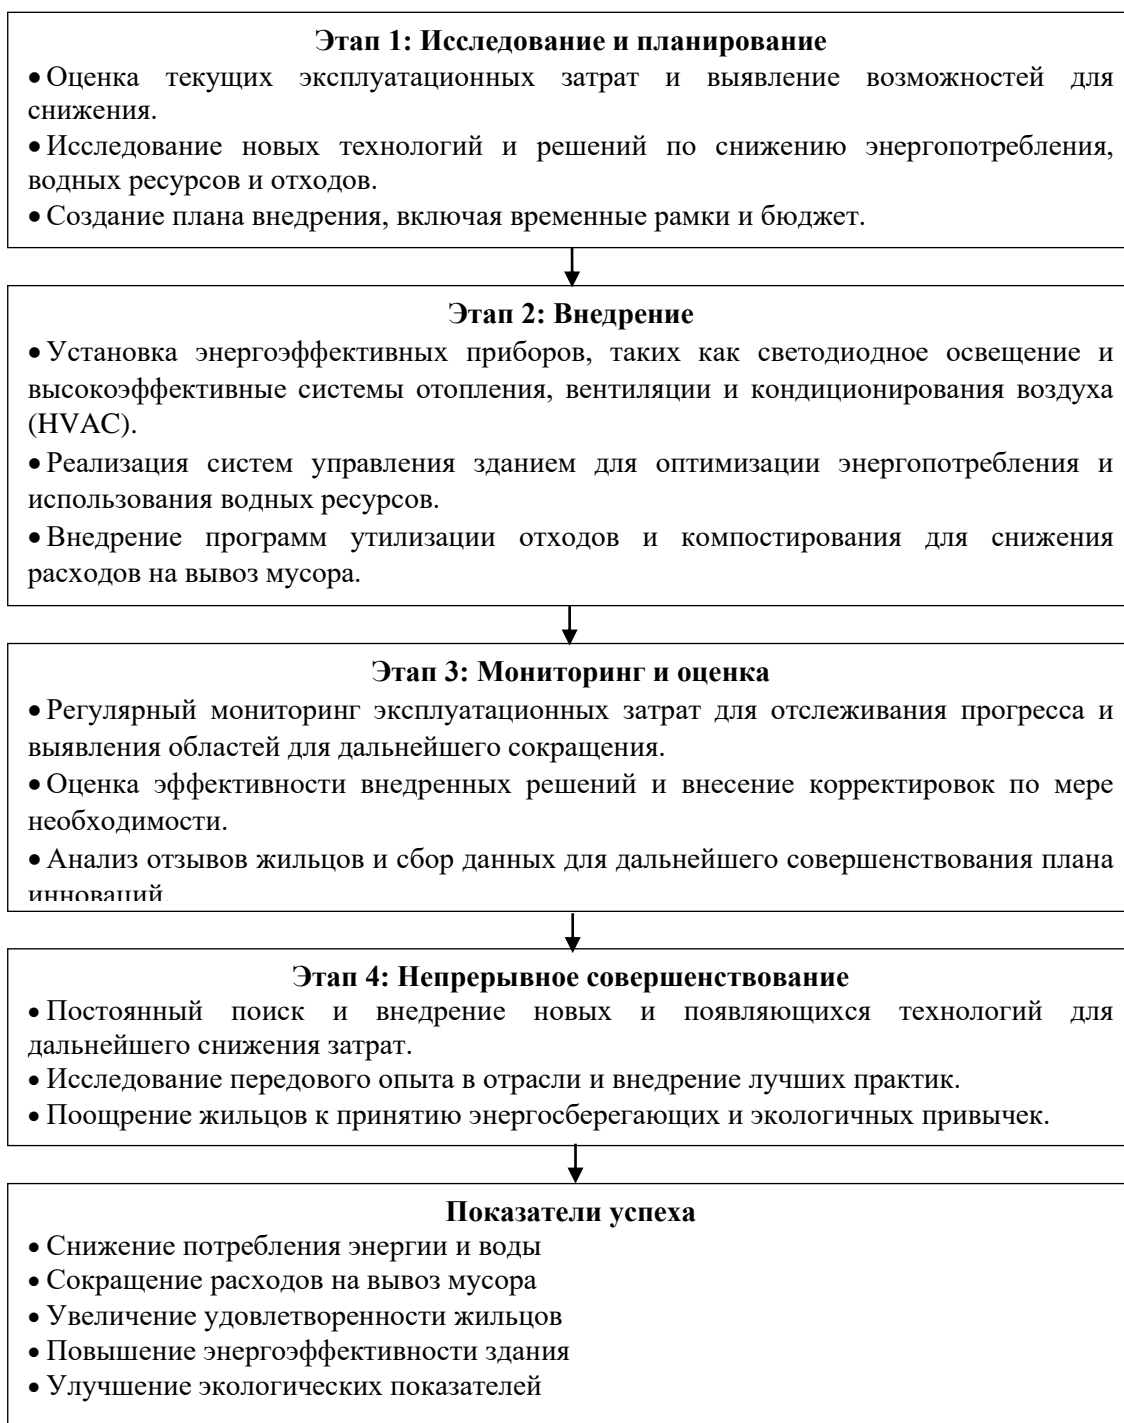 Этап 1: Исследование и планирование
• Оценка текущих эксплуатационных затрат и выявление возможностей для
снижения.
• Исследование новых технологий и решений по снижению энергопотребления,
водных ресурсов и отходов.
• Создание плана внедрения, включая временные рамки и бюджет.
Этап 2: Внедрение
• Установка энергоэффективных приборов, таких как светодиодное освещение и
высокоэффективные системы отопления, вентиляции и кондиционирования воздуха
(HVAC).
• Реализация систем управления зданием для оптимизации энергопотребления и
использования водных ресурсов.
• Внедрение программ утилизации отходов и компостирования для снижения
расходов на вывоз мусора.
Этап 3: Мониторинг и оценка
• Регулярный мониторинг эксплуатационных затрат для отслеживания прогресса и
выявления областей для дальнейшего сокращения.
• Оценка эффективности внедренных решений и внесение корректировок по мере
необходимости.
• Анализ отзывов жильцов и сбор данных для дальнейшего совершенствования плана
инноваций.
Этап 4: Непрерывное совершенствование
• Постоянный поиск и внедрение новых и появляющихся технологий для
дальнейшего снижения затрат.
• Исследование передового опыта в отрасли и внедрение лучших практик.
• Поощрение жильцов к принятию энергосберегающих и экологичных привычек.
Показатели успеха
• Снижение потребления энергии и воды
• Сокращение расходов на вывоз мусора
• Увеличение удовлетворенности жильцов
• Повышение энергоэффективности здания
• Улучшение экологических показателей